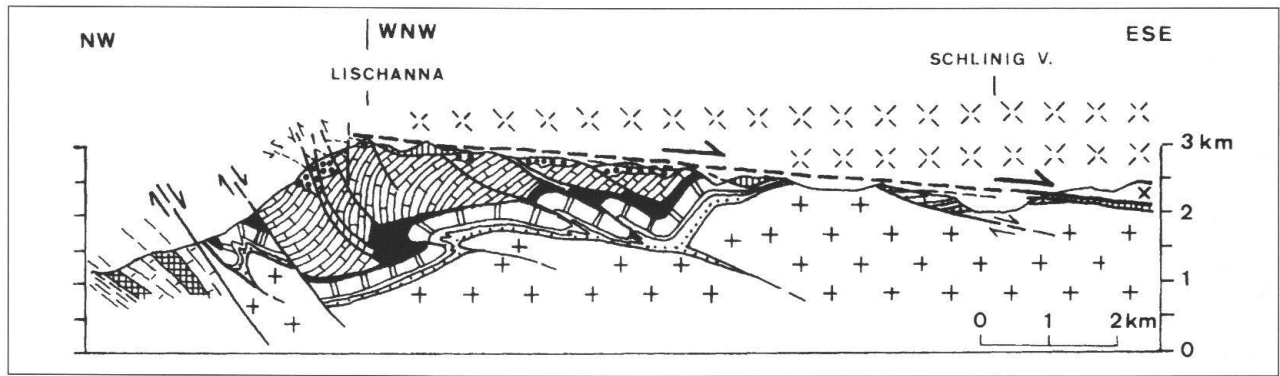 NW
WNW
ESE
LISCHANNA
SCHLINIG V.
3 km
2
1
0
0 1 2 km